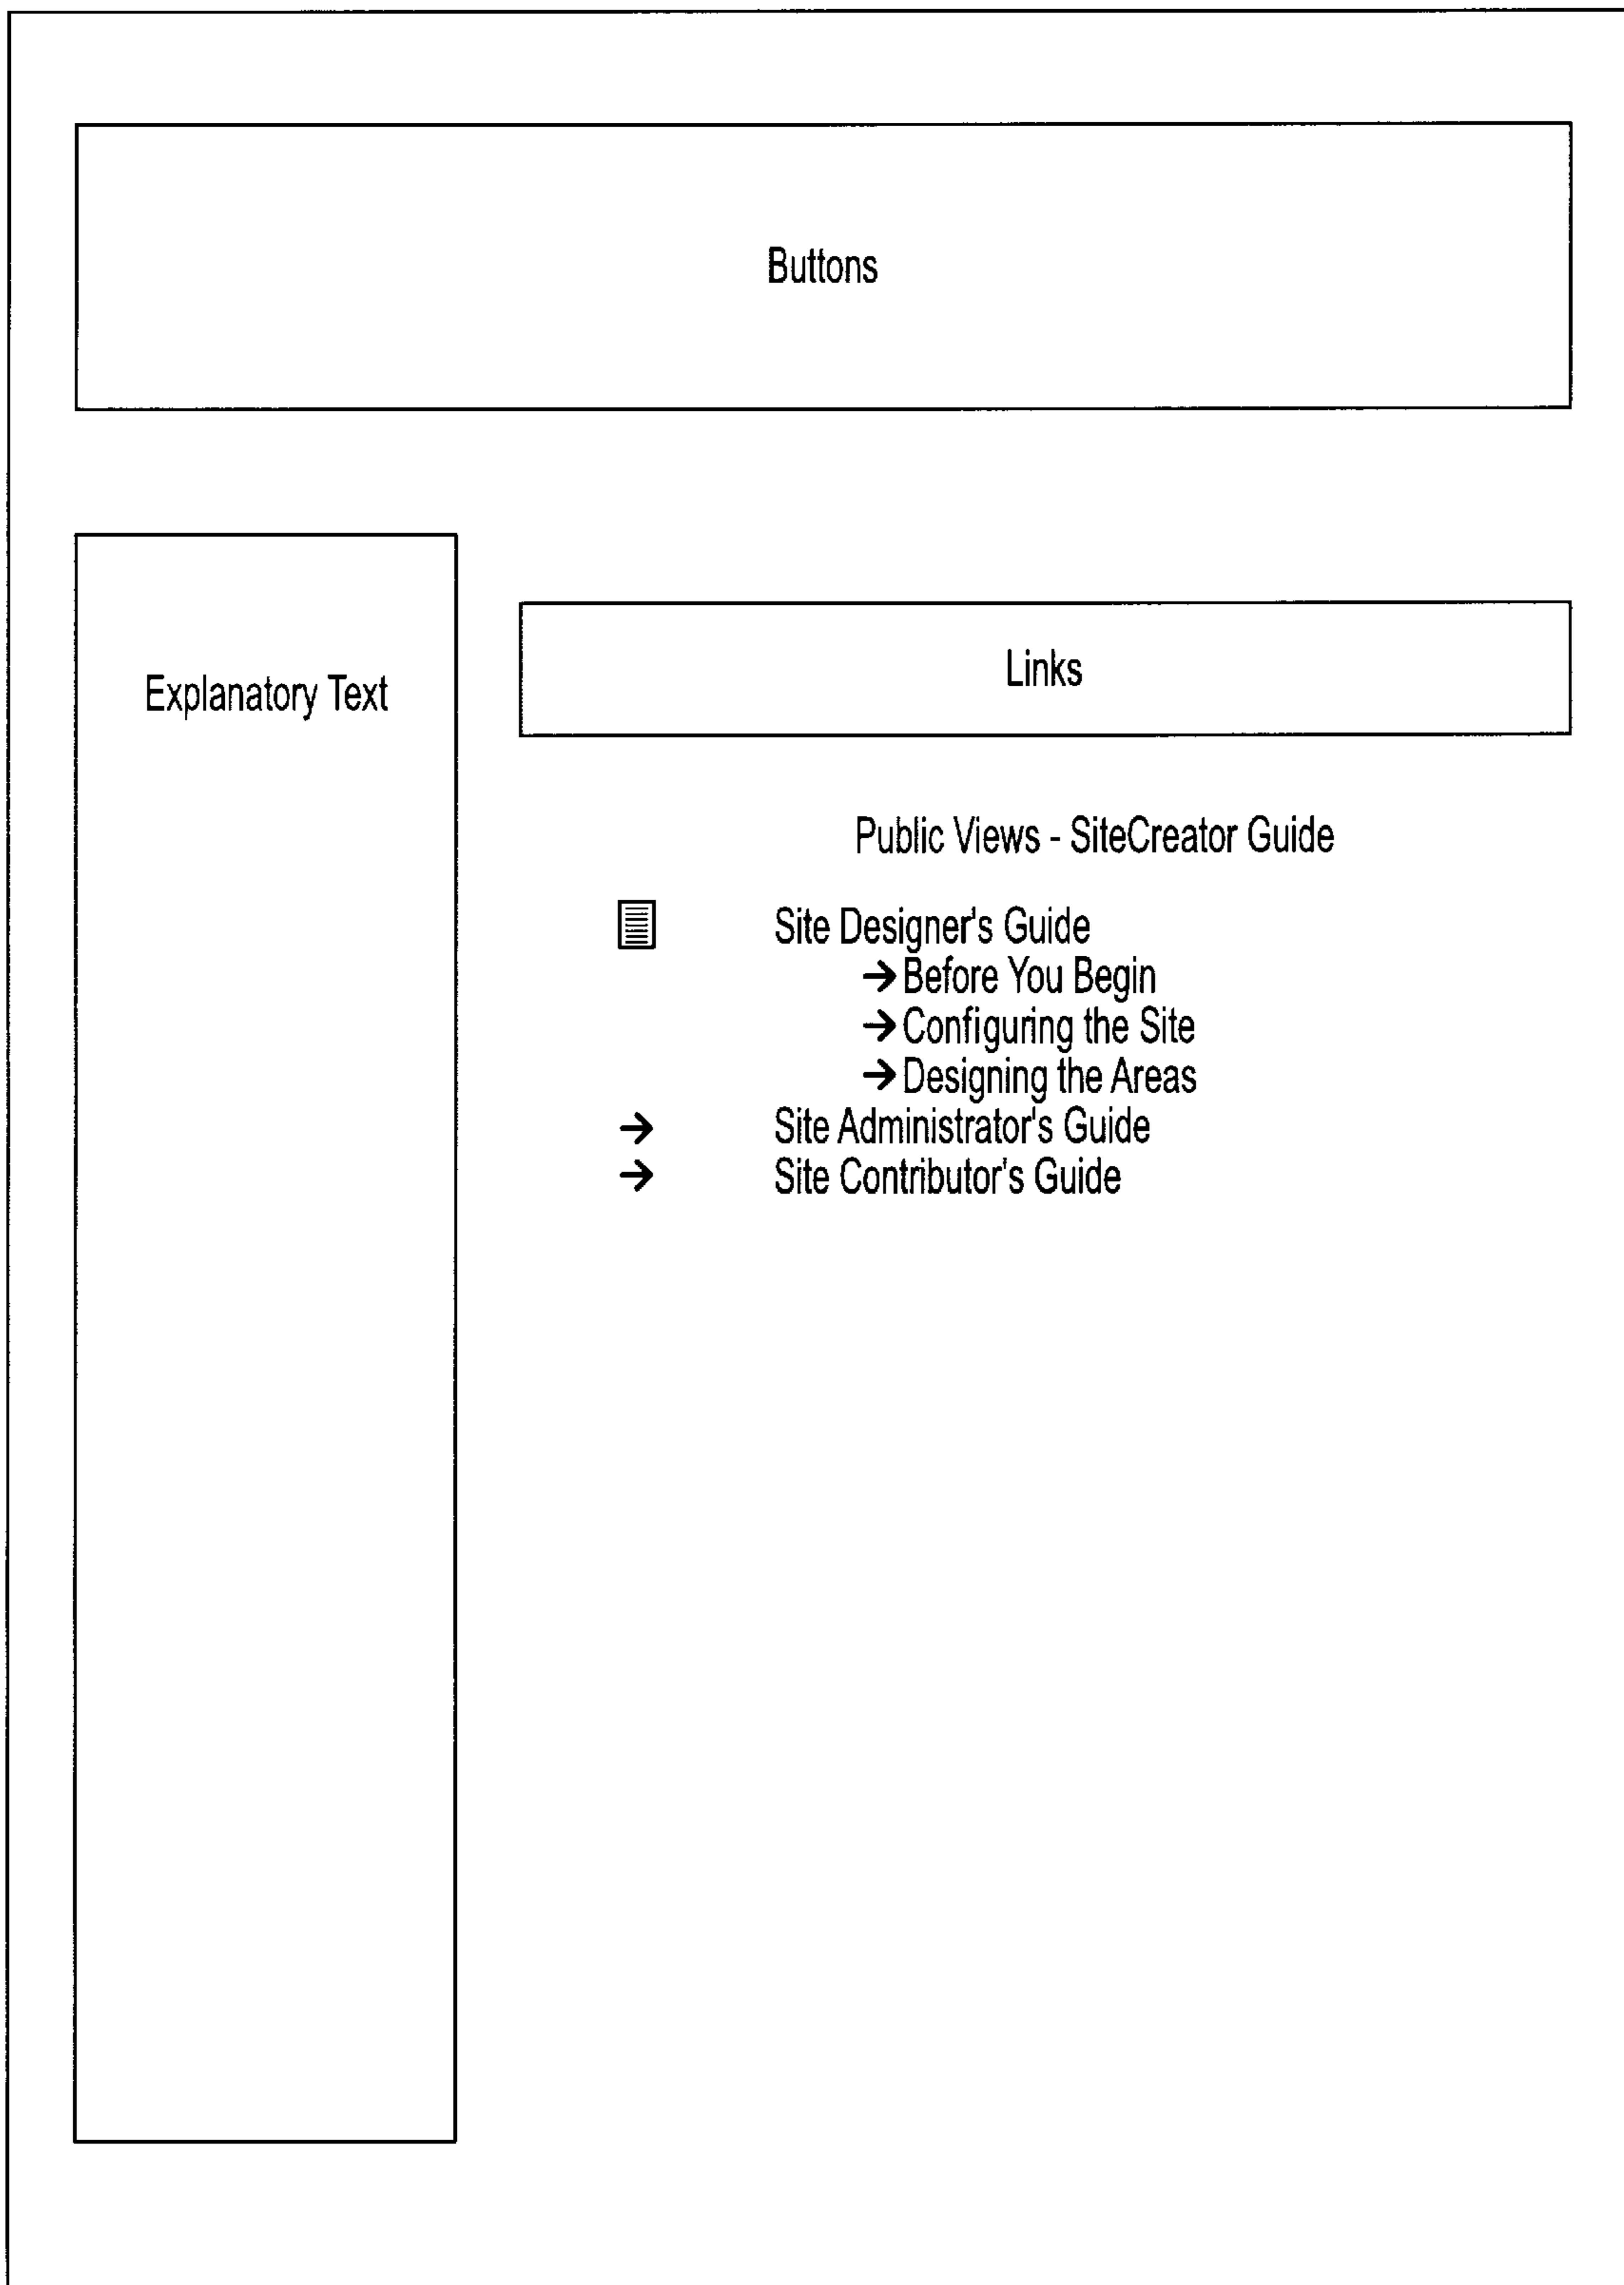 Buttons
Explanatory Text
Links
Public Views - SiteCreator Guide
Site Designer's Guide
→Before You Begin
→Configuring the Site
→Designing the Areas
→ Site Administrator's Guide
→ Site Contributor's Guide